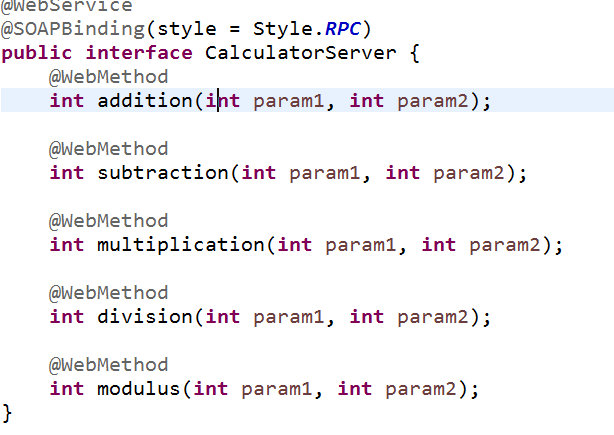 @WebService
@SOAPBinding(style = Style.RPC)
public interface CalculatorServer {
    @WebMethod
    int addition(int param1, int param2);

    @WebMethod
    int subtraction(int param1, int param2);

    @WebMethod
    int multiplication(int param1, int param2);

    @WebMethod
    int division(int param1, int param2);

    @WebMethod
    int modulus(int param1, int param2);
}